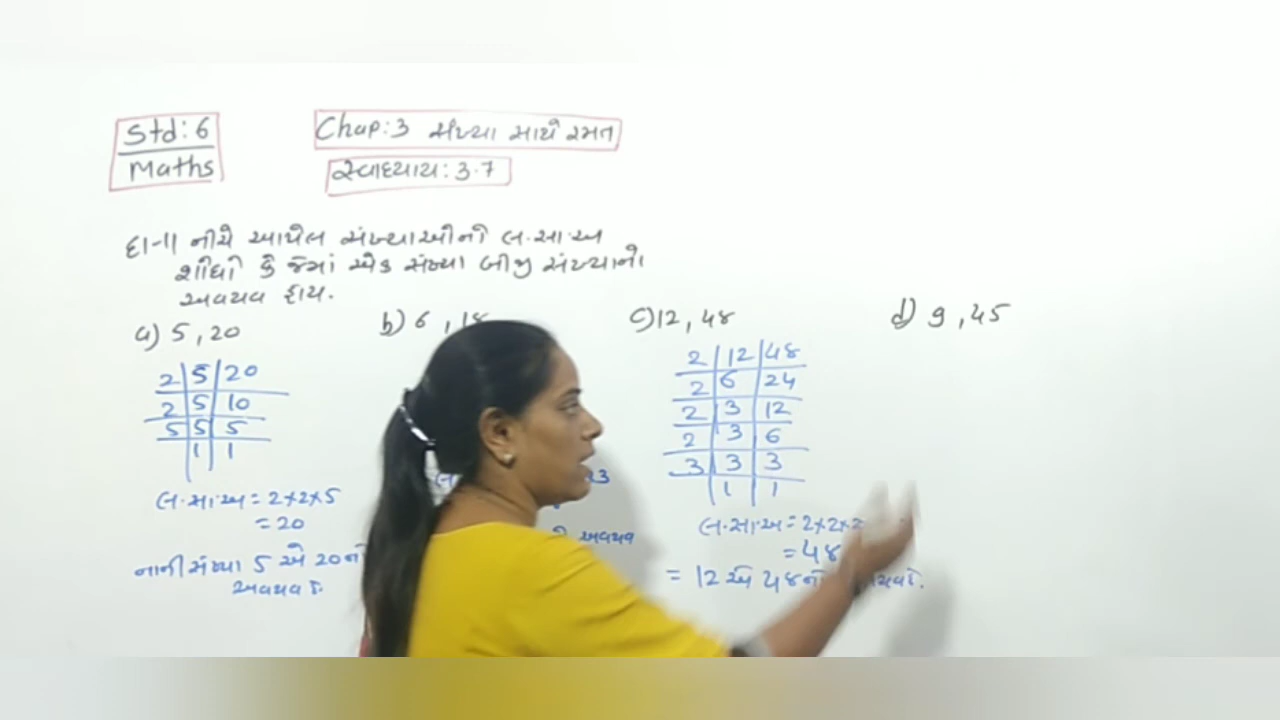 Std: 6
Maths
Chap: 3 સંખ્યા સાથે રમત
સ્વાધ્યાય: 3.7
દા-11 નીચે આપેલ સંખ્યાઓનો લ.સા.અ
શોધો કે જેમાં એક સંખ્યા બીજી સંખ્યાનો
અવયવ હોય.
a) 5, 20
2 | 5 | 20
2 | 5 | 10
5 | 5 | 5
1 | 1
લ.સા.અ = 2×2×5
= 20
નાની સંખ્યા 5 એ 20નો
અવયવ છે.
b) 6, 18
અવયવ
c) 12, 48
2 | 12 | 48
2 | 6 | 24
2 | 3 | 12
2 | 3 | 6
3 | 3 | 3
1 | 1
લ.સા.અ = 2×2×2
= 48
= 12 એ 48નો
d) 9, 45